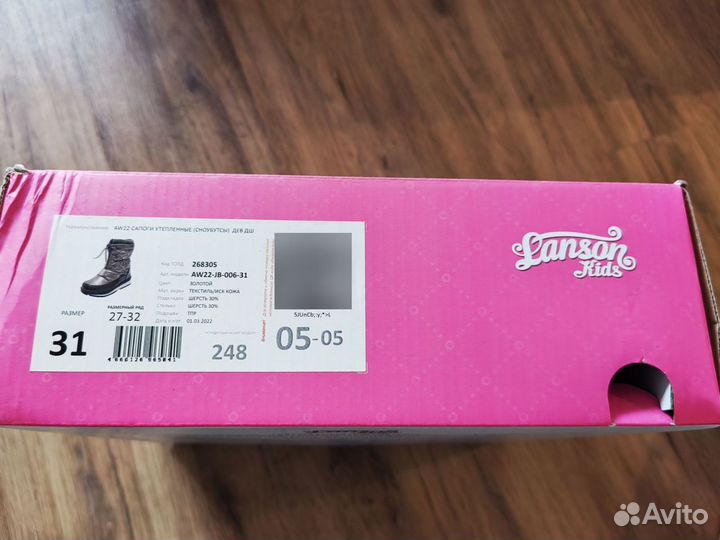 Наименование: AW22 САПОГИ УТЕПЛЕННЫЕ (СНОУБУТСЫ) ДЕВ ДШ
Код ТОПД 268305
Арт. модели AW22-JB-006-31
Цвет: ЗОЛОТОЙ
Мат. верха ТЕКСТИЛЬ/ИСК КОЖА
Подкладка ШЕРСТЬ 30%
Стелька: ШЕРСТЬ 30%
Подошва: ТПР
Дата изгот. 01.03.2022
РАЗМЕР
31
РАЗМЕРНЫЙ РЯД
27-32
248
05-05
Lanson
Kids
Avito